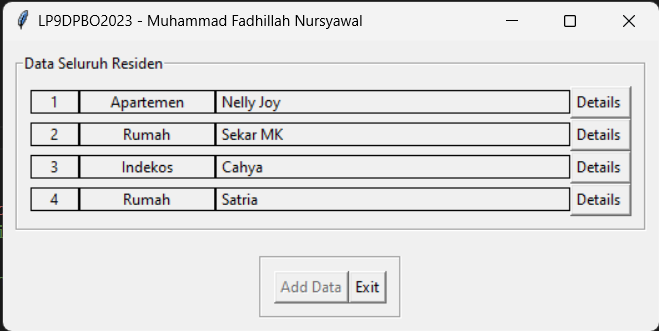 LP9DPBO2023 - Muhammad Fadhillah Nursyawal
Data Seluruh Residen
1 Apartemen Nelly Joy Details
2 Rumah Sekar MK Details
3 Indekos Cahya Details
4 Rumah Satria Details
Add Data Exit